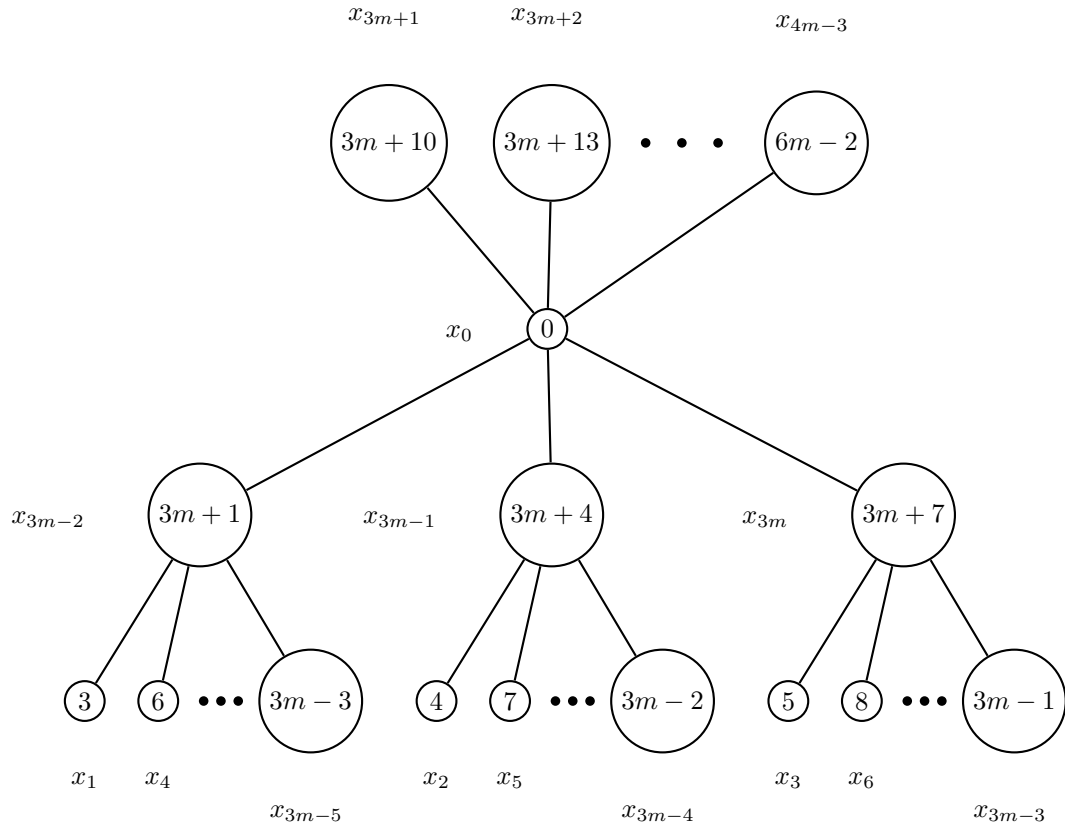 x_{3m+1} x_{3m+2} x_{4m−3}
3m + 10 3m + 13 • • • 6m − 2
x_0 0
x_{3m−2} 3m + 1 x_{3m−1} 3m + 4 x_{3m} 3m + 7
3 6 ••• 3m − 3 4 7 ••• 3m − 2 5 8 ••• 3m − 1
x_1 x_4 x_2 x_5 x_3 x_6
x_{3m−5} x_{3m−4} x_{3m−3}